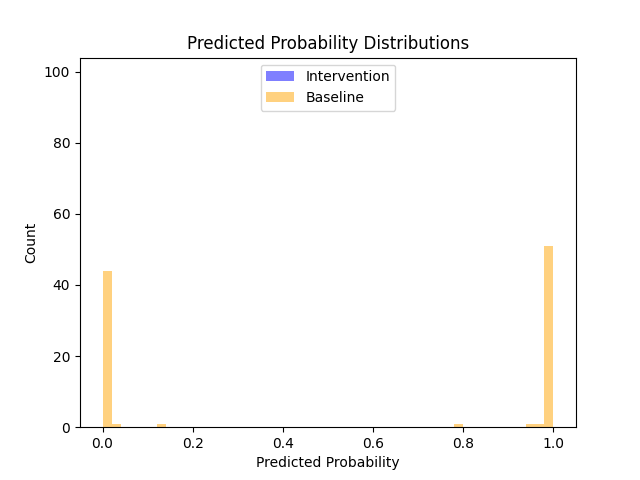 Predicted Probability Distributions
Intervention
Baseline
Count
100
80
60
40
20
0
0.0 0.2 0.4 0.6 0.8 1.0
Predicted Probability